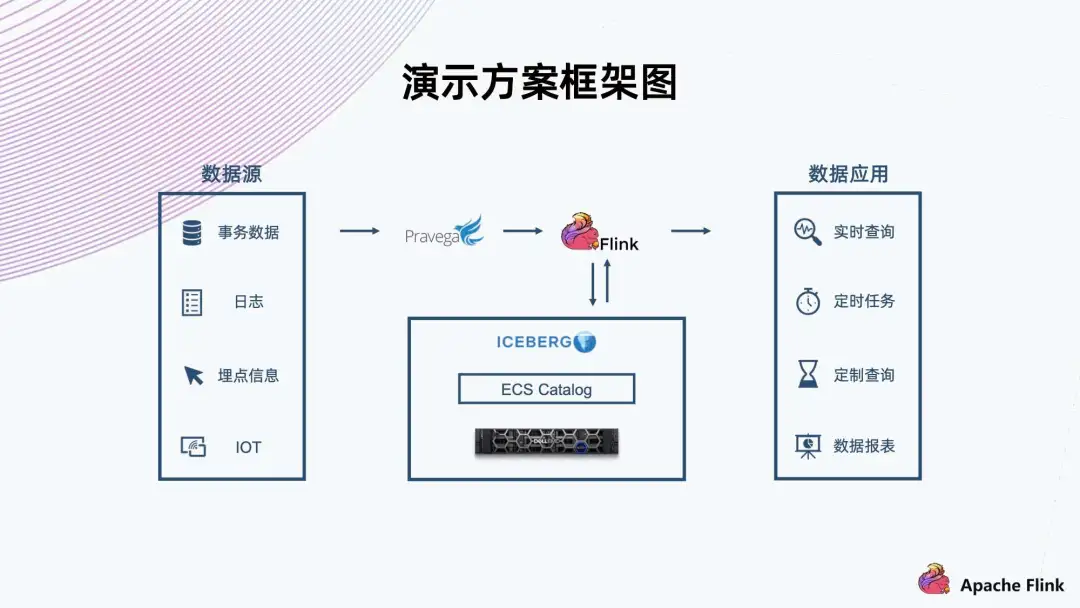 演示方案框架图
数据源
事务数据
日志
埋点信息
IOT
Pravega
Flink
ICEBERG
ECS Catalog
DELLEMC
数据应用
实时查询
定时任务
定制查询
数据报表
Apache Flink